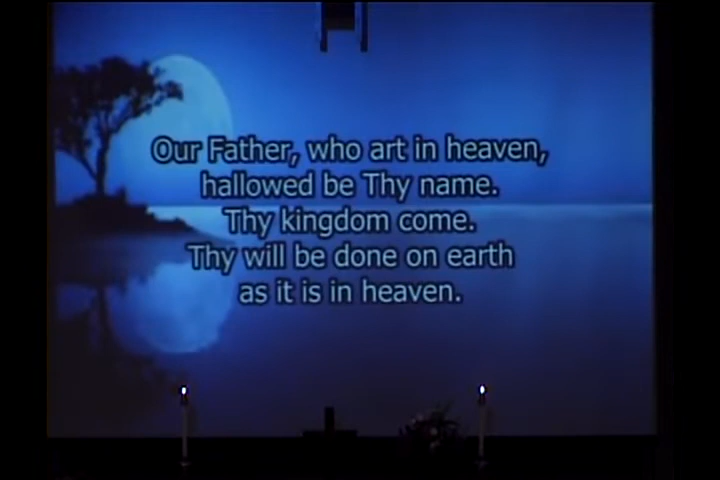 Our Father, who art in heaven,
hallowed be Thy name.
Thy kingdom come.
Thy will be done on earth
as it is in heaven.